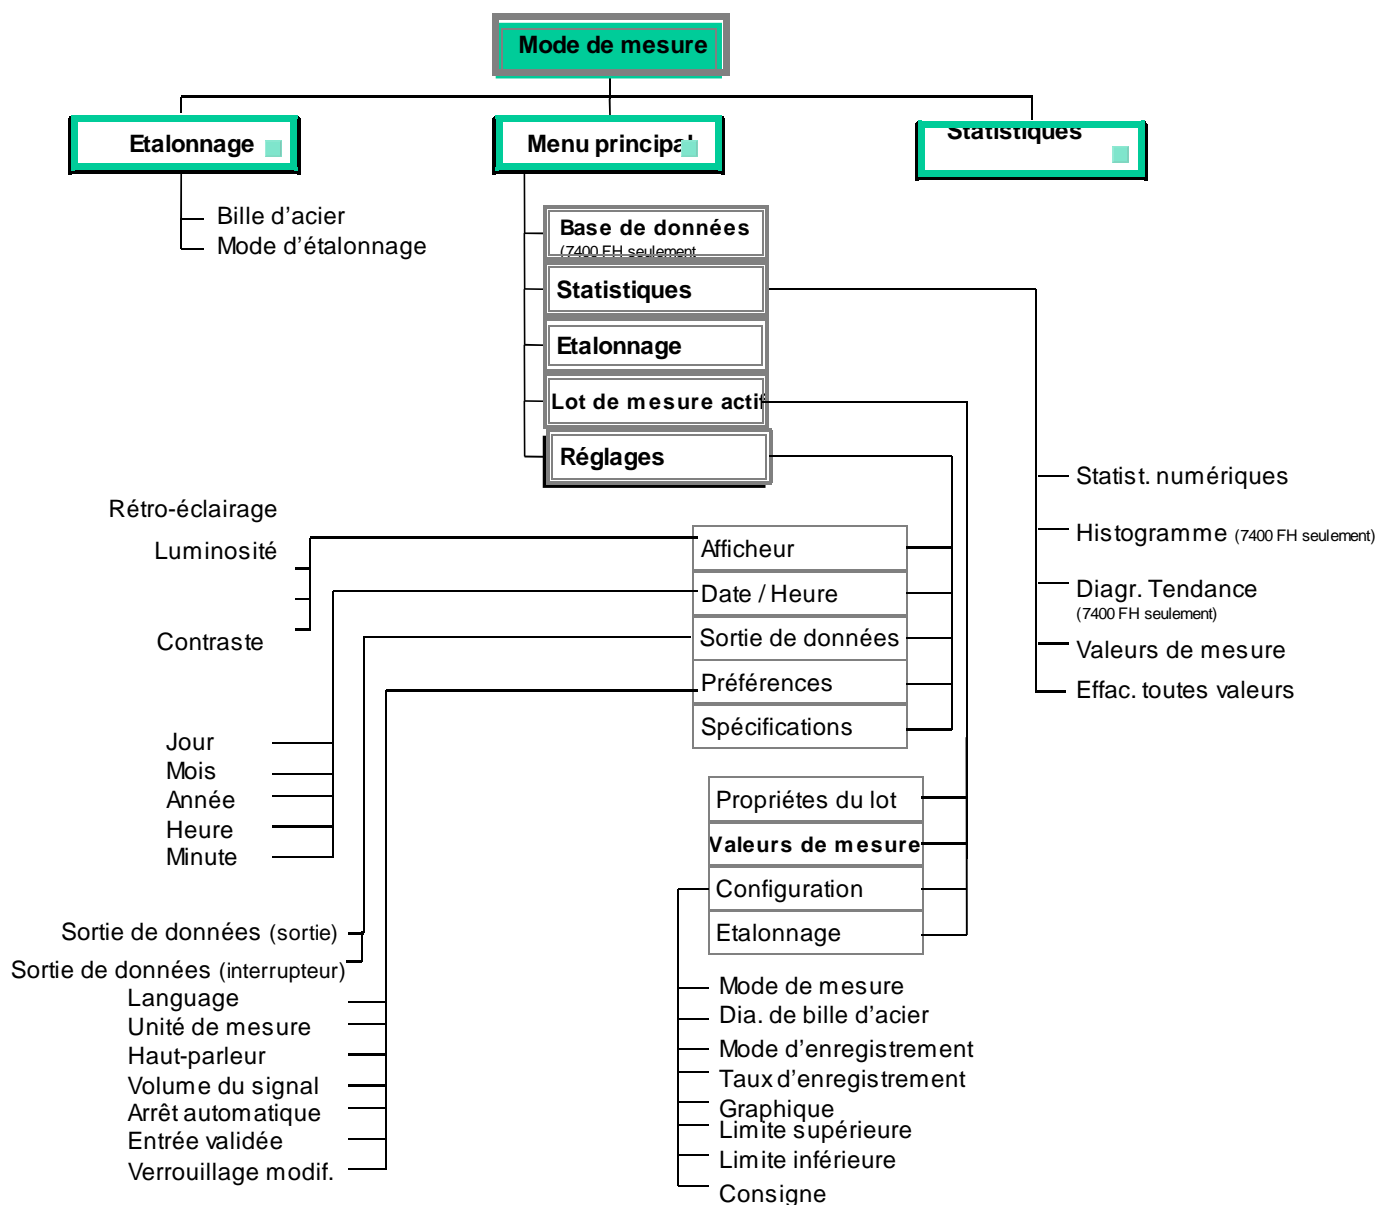 Mode de mesure
Etalonnage
Menu principal
Statistiques
Bille d'acier
Mode d'étalonnage
Base de données
(7400 FH seulement
Statistiques
Etalonnage
Lot de mesure actif
Réglages
Statist. numériques
Histogramme (7400 FH seulement)
Diagr. Tendance
(7400 FH seulement)
Valeurs de mesure
Effac. toutes valeurs
Rétro-éclairage
Luminosité
Contraste
Afficheur
Date / Heure
Sortie de données
Préférences
Spécifications
Jour
Mois
Année
Heure
Minute
Propriétes du lot
Valeurs de mesure
Configuration
Etalonnage
Sortie de données (sortie)
Sortie de données (interrupteur)
Language
Unité de mesure
Haut-parleur
Volume du signal
Arrêt automatique
Entrée validée
Verrouillage modif.
Mode de mesure
Dia. de bille d'acier
Mode d'enregistrement
Taux d'enregistrement
Graphique
Limite supérieure
Limite inférieure
Consigne